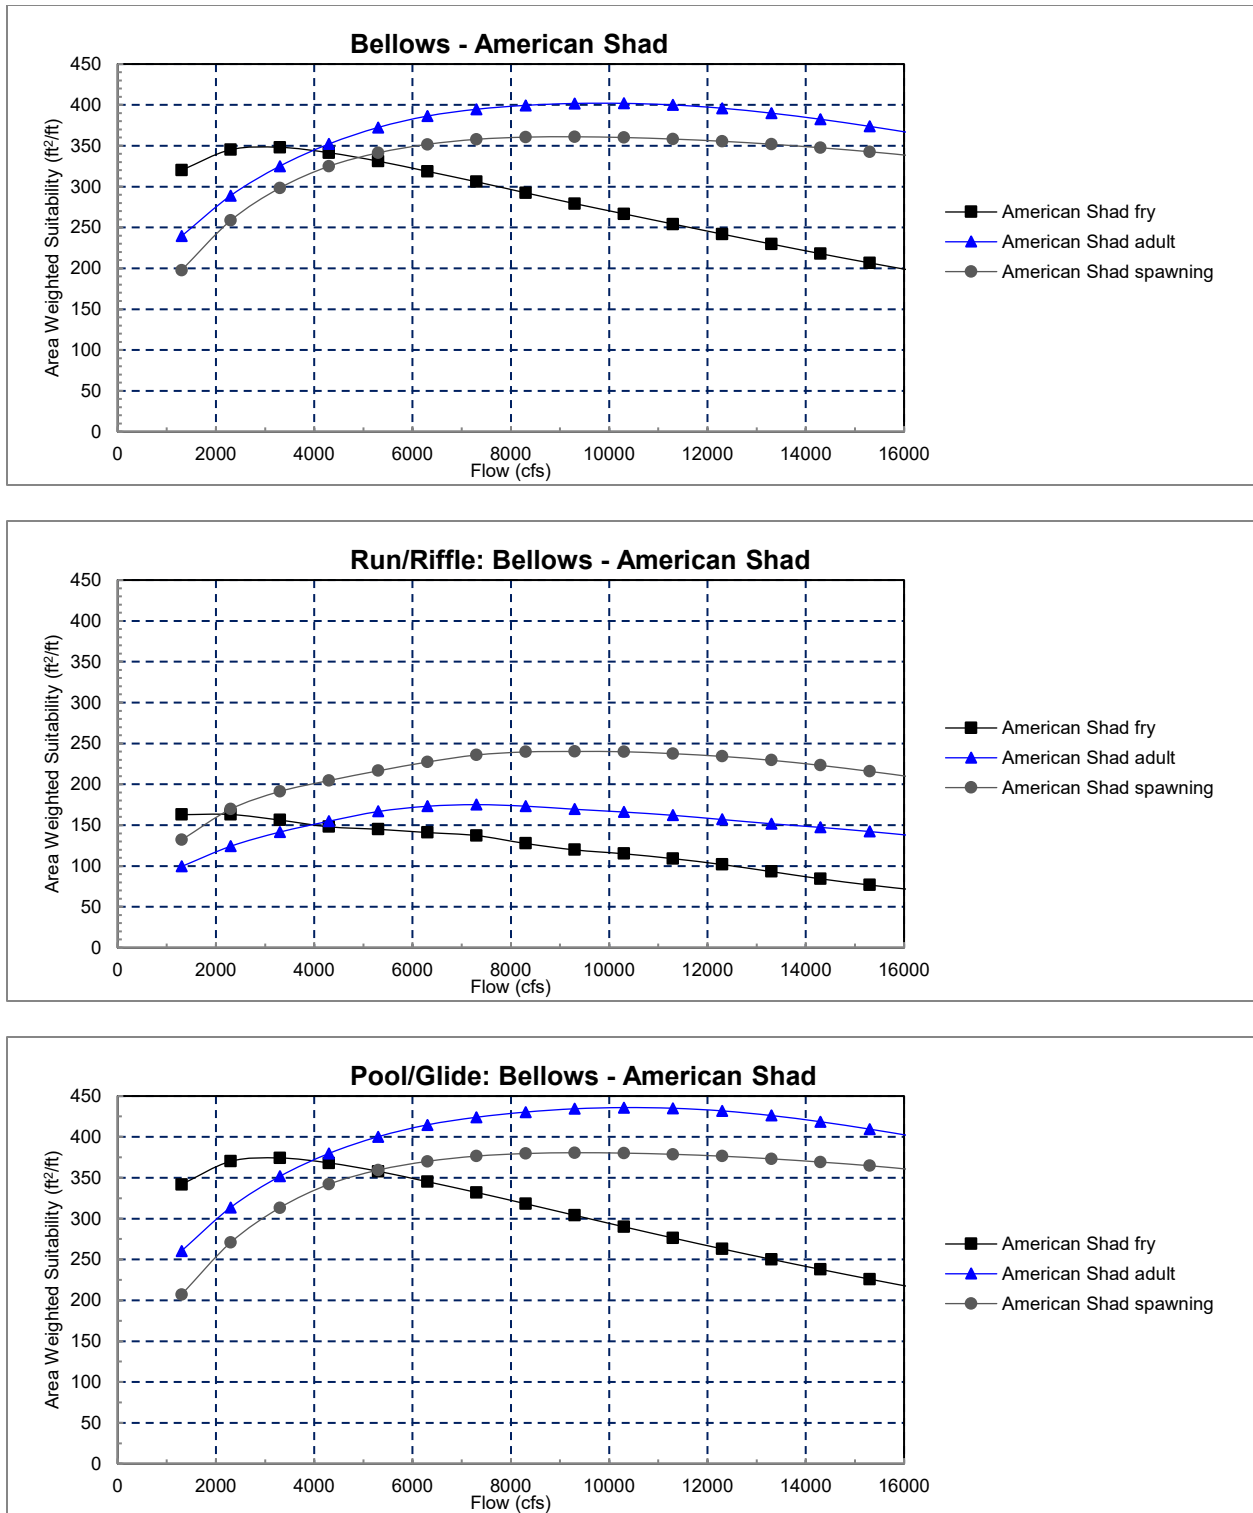 Bellows - American Shad
Area Weighted Suitability (ft²/ft)
450
400
350
300
250
200
150
100
50
0
0 2000 4000 6000 8000 10000 12000 14000 16000
Flow (cfs)
American Shad fry
American Shad adult
American Shad spawning
Run/Riffle: Bellows - American Shad
Area Weighted Suitability (ft²/ft)
450
400
350
300
250
200
150
100
50
0
0 2000 4000 6000 8000 10000 12000 14000 16000
Flow (cfs)
American Shad fry
American Shad adult
American Shad spawning
Pool/Glide: Bellows - American Shad
Area Weighted Suitability (ft²/ft)
450
400
350
300
250
200
150
100
50
0
0 2000 4000 6000 8000 10000 12000 14000 16000
Flow (cfs)
American Shad fry
American Shad adult
American Shad spawning